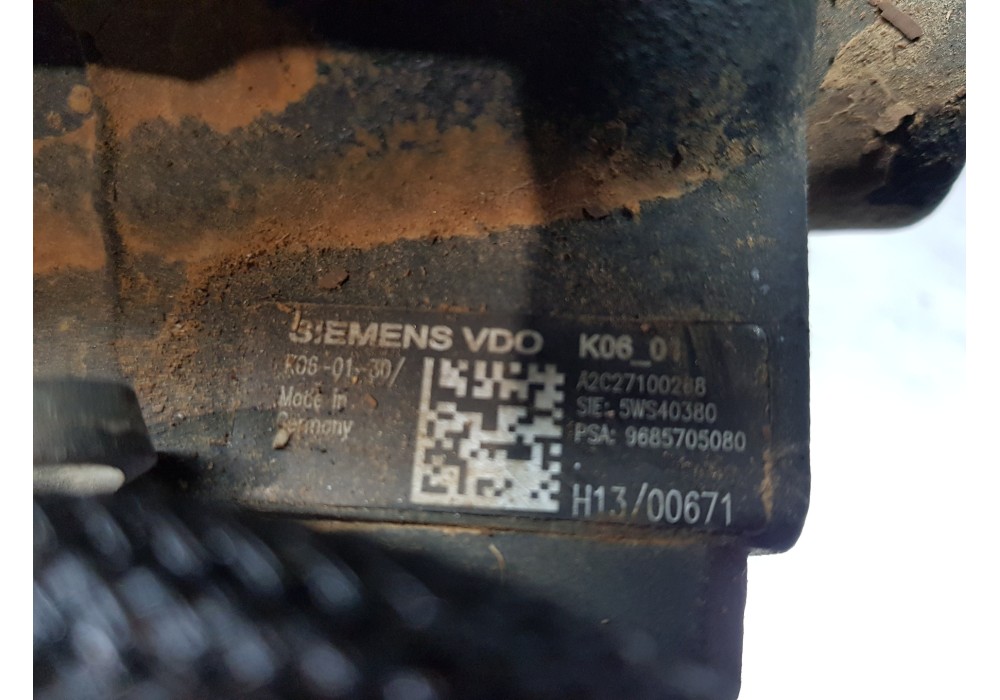 SIEMENS VDO K06_01
K06-01-30/
A2C27100288
Made in
SIE: 5WS40380
Germany
PSA: 9685705080
H13/00671